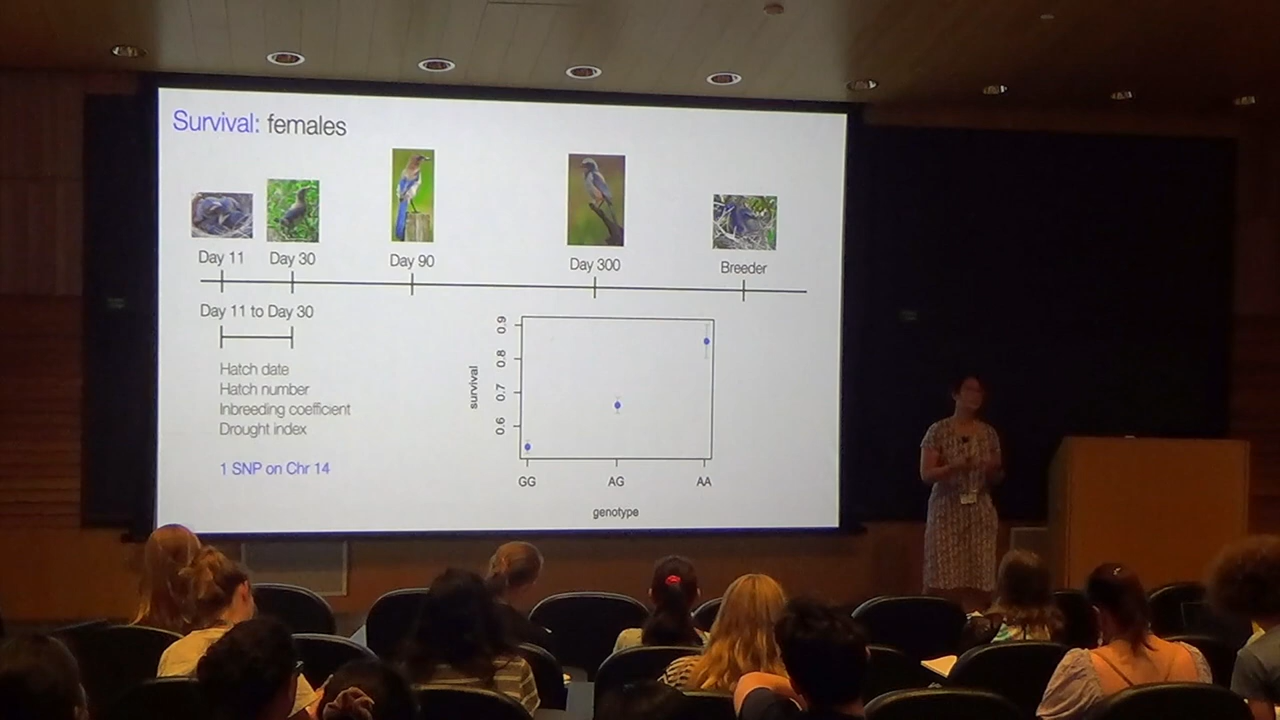 Survival: females
Day 11
Day 30
Day 90
Day 300
Breeder
Day 11 to Day 30
Hatch date
Hatch number
Inbreeding coefficient
Drought index
1 SNP on Chr 14
survival
0.9
0.8
0.7
0.6
GG
AG
AA
genotype